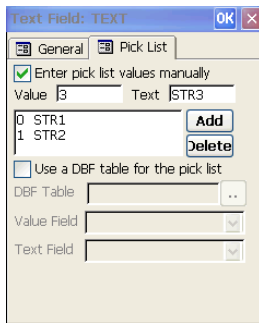 Text Field: TEXT OK
General Pick List
Enter pick list values manually
Value 3 Text STR3
0 STR1
1 STR2
Add
Delete
Use a DBF table for the pick list
DBF Table ..
Value Field
Text Field